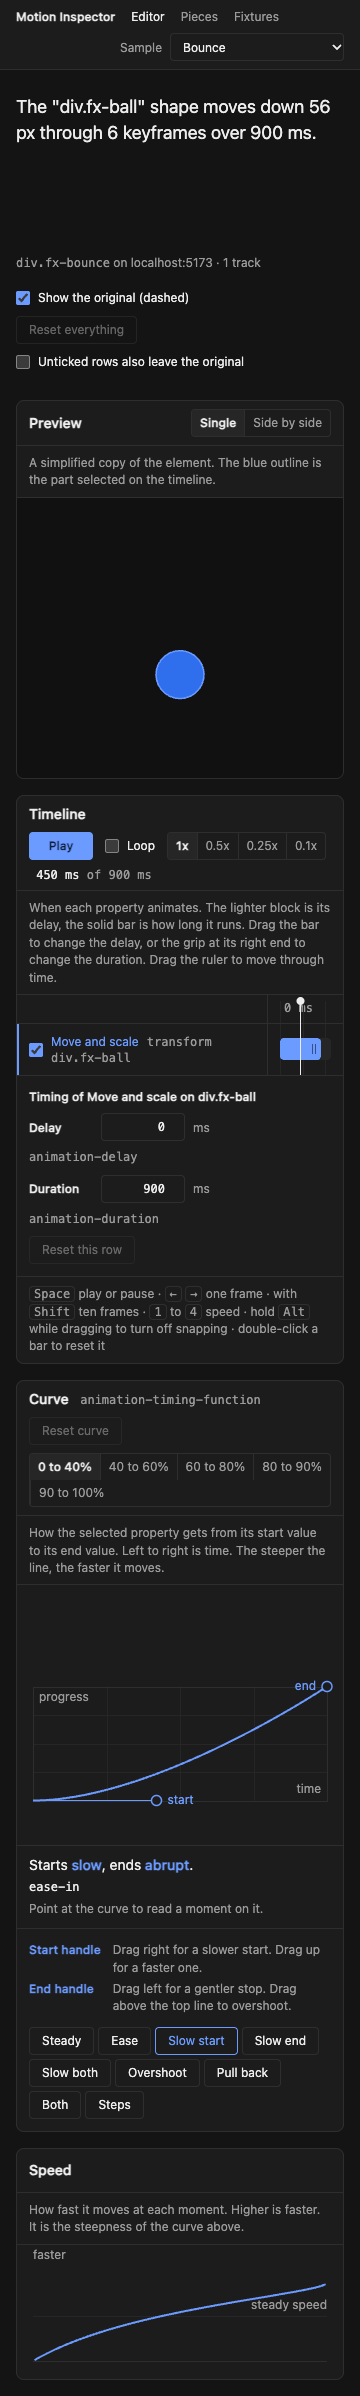 Motion Inspector Editor Pieces Fixtures
Sample Bounce
The "div.fx-ball" shape moves down 56
px through 6 keyframes over 900 ms.
div.fx-bounce on localhost:5173 · 1 track
Show the original (dashed)
Reset everything
Unticked rows also leave the original
Preview Single Side by side
A simplified copy of the element. The blue outline is
the part selected on the timeline.
Timeline
Play Loop 1x 0.5x 0.25x 0.1x
450 ms of 900 ms
When each property animates. The lighter block is its
delay, the solid bar is how long it runs. Drag the bar
to change the delay, or the grip at its right end to
change the duration. Drag the ruler to move through
time.
0 ms
Move and scale transform
div.fx-ball
Timing of Move and scale on div.fx-ball
Delay 0 ms
animation-delay
Duration 900 ms
animation-duration
Reset this row
Space play or pause · ← → one frame · with
Shift ten frames · 1 to 4 speed · hold Alt
while dragging to turn off snapping · double-click a
bar to reset it
Curve animation-timing-function
Reset curve
0 to 40% 40 to 60% 60 to 80% 80 to 90%
90 to 100%
How the selected property gets from its start value
to its end value. Left to right is time. The steeper the
line, the faster it moves.
end
progress
time
start
Starts slow, ends abrupt.
ease-in
Point at the curve to read a moment on it.
Start handle Drag right for a slower start. Drag up
for a faster one.
End handle Drag left for a gentler stop. Drag
above the top line to overshoot.
Steady Ease Slow start Slow end
Slow both Overshoot Pull back
Both Steps
Speed
How fast it moves at each moment. Higher is faster.
It is the steepness of the curve above.
faster
steady speed